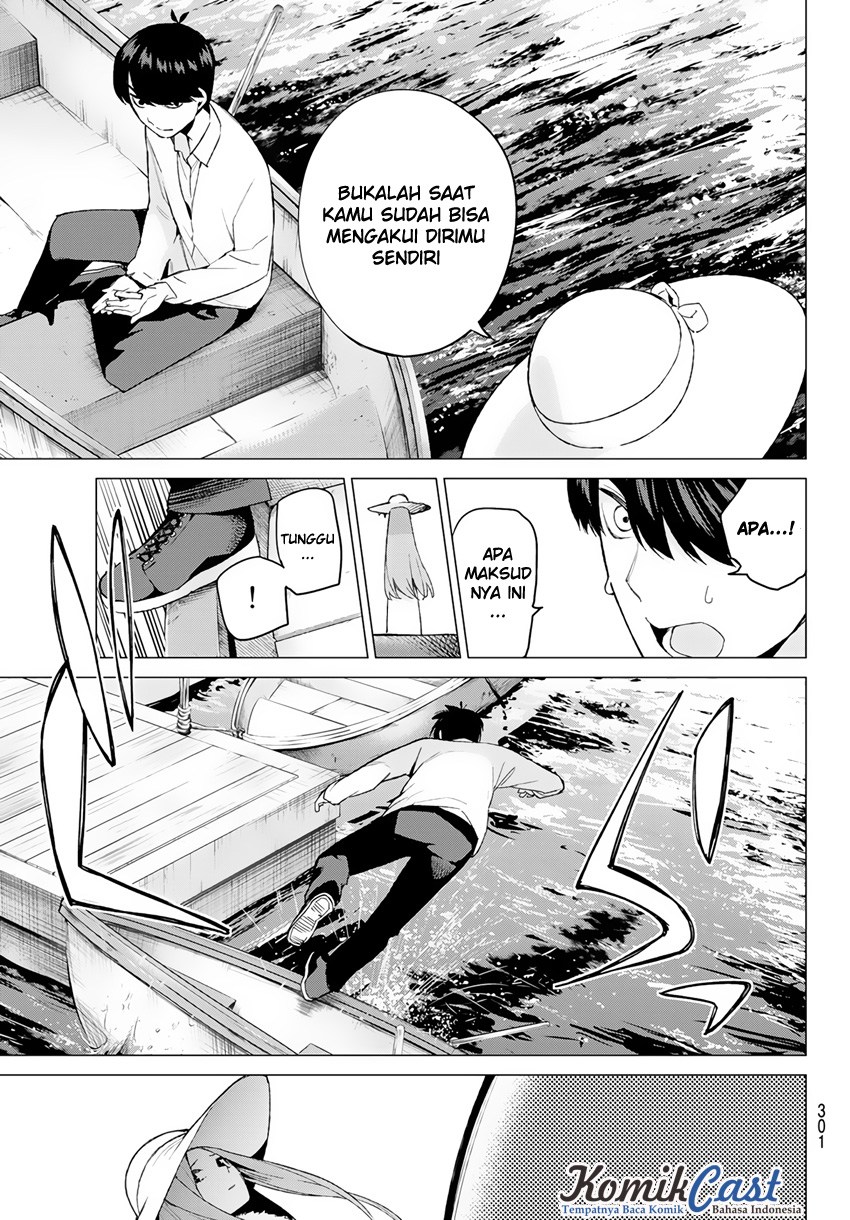 BUKALAH SAAT
KAMU SUDAH BISA
MENGAKUI DIRIMU
SENDIRI
APA...!
APA
MAKSUD
NYA INI
...
TUNGGU
...
!
301
KomikCast
Tempatnya Baca Komik Bahasa Indonesia